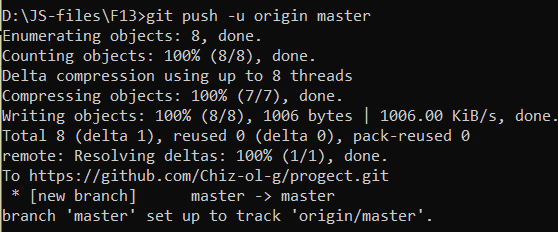 D:\JS-files\F13>git push -u origin master
Enumerating objects: 8, done.
Counting objects: 100% (8/8), done.
Delta compression using up to 8 threads
Compressing objects: 100% (7/7), done.
Writing objects: 100% (8/8), 1006 bytes | 1006.00 KiB/s, done.
Total 8 (delta 1), reused 0 (delta 0), pack-reused 0
remote: Resolving deltas: 100% (1/1), done.
To https://github.com/Chiz-ol-g/progect.git
 * [new branch]      master -> master
branch 'master' set up to track 'origin/master'.